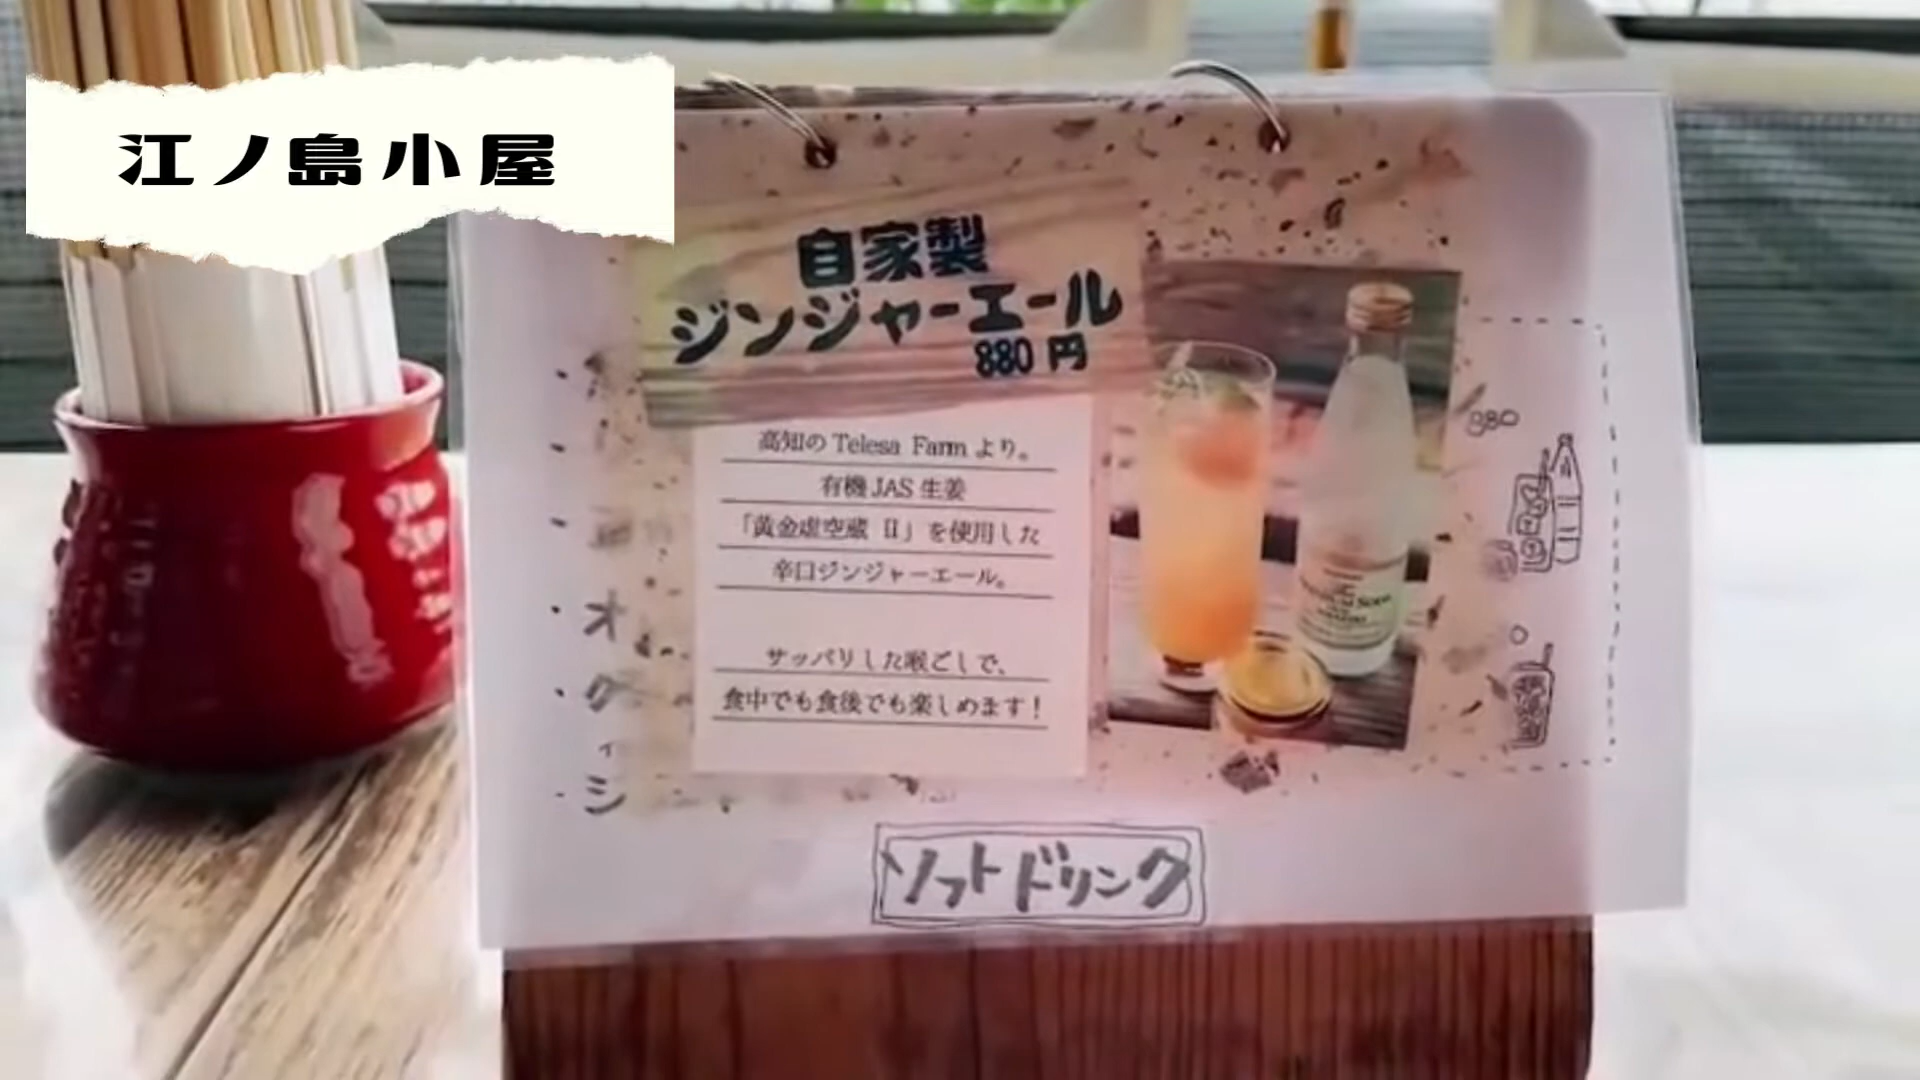 江ノ島小屋
自家製
ジンジャーエール
880円
高知の Telesa Farm より。
有機 JAS 生姜
「黄金虚空蔵 Ⅱ」を使用した
辛口ジンジャーエール。
サッパリした喉ごしで、
食中でも食後でも楽しめます！
880
ソフトドリンク